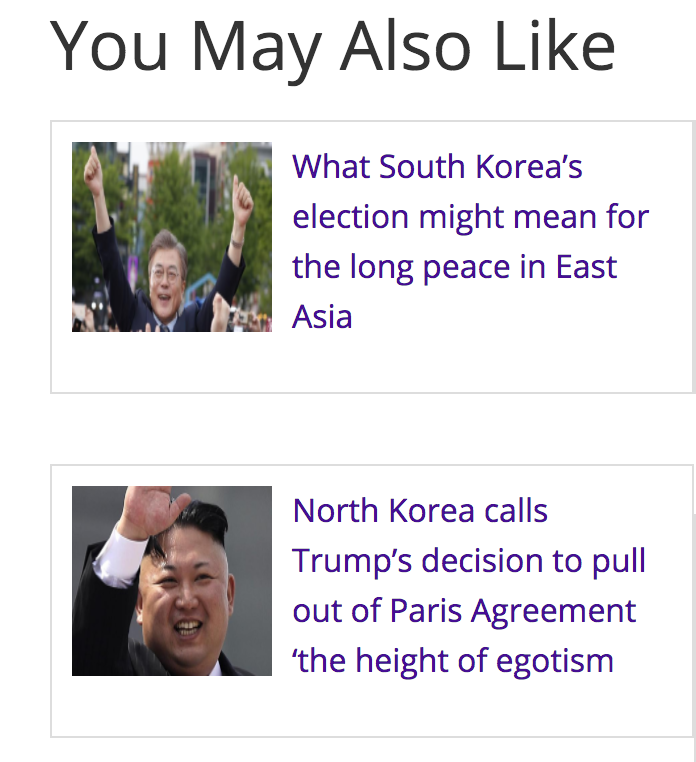 You May Also Like
What South Korea’s
election might mean for
the long peace in East
Asia
North Korea calls
Trump’s decision to pull
out of Paris Agreement
‘the height of egotism